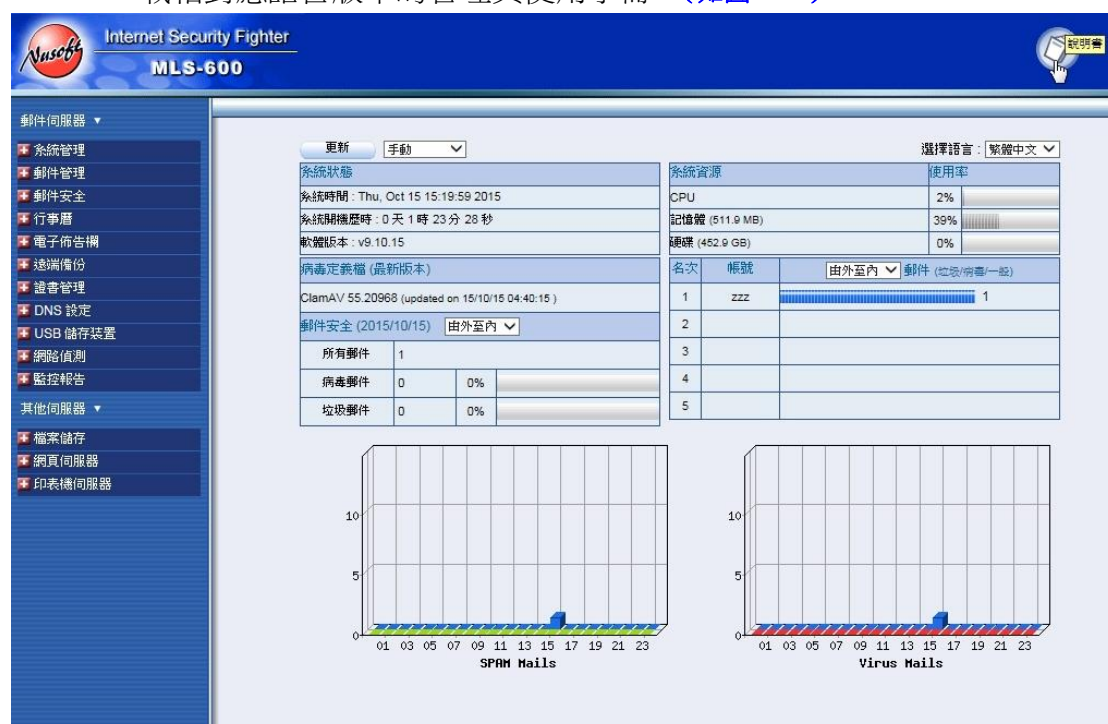 Nusoft
Internet Security Fighter
MLS-600
說明書
郵件伺服器 ▼
系統管理
郵件管理
郵件安全
行事曆
電子佈告欄
遠端備份
證書管理
DNS 設定
USB 儲存裝置
網路偵測
監控報告
其他伺服器 ▼
檔案儲存
網頁伺服器
印表機伺服器
更新 手動 選擇語言 : 繁體中文
系統狀態
系統時間 : Thu, Oct 15 15:19:59 2015
系統開機歷時 : 0 天 1 時 23 分 28 秒
軟體版本 : v9.10.15
病毒定義檔 (最新版本)
ClamAV 55.20968 (updated on 15/10/15 04:40:15 )
郵件安全 (2015/10/15) 由外至內
所有郵件 1
病毒郵件 0 0%
垃圾郵件 0 0%
系統資源 使用率
CPU 2%
記憶體 (511.9 MB) 39%
硬碟 (452.9 GB) 0%
名次 帳號 由外至內 郵件 (垃圾/病毒/一般)
1 zzz 1
2
3
4
5
10
5
0
01 03 05 07 09 11 13 15 17 19 21 23
SPAM Mails
10
5
0
01 03 05 07 09 11 13 15 17 19 21 23
Virus Mails